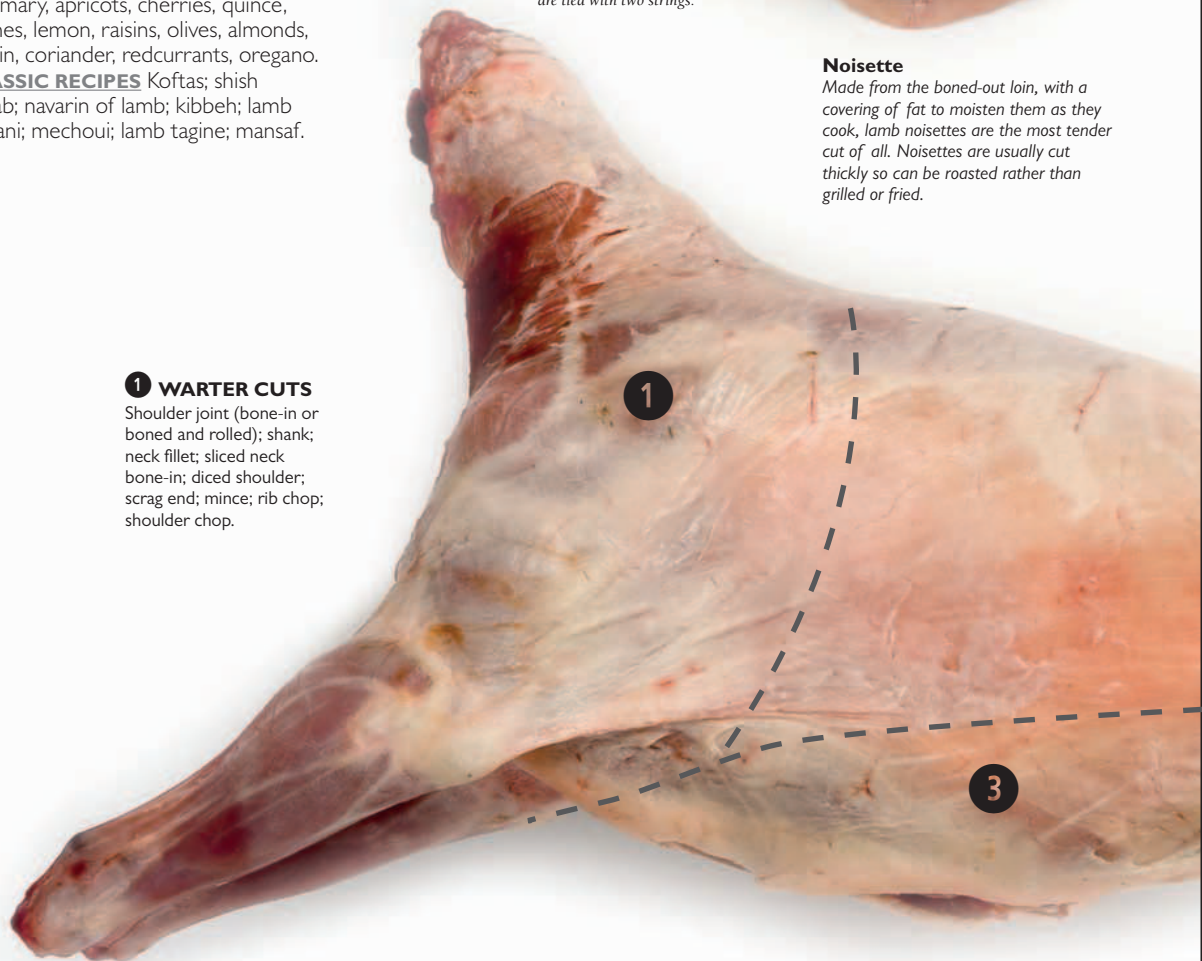 mary, apricots, cherries, quince,
nes, lemon, raisins, olives, almonds,
in, coriander, redcurrants, oregano.
ASSIC RECIPES Koftas; shish
ab; navarin of lamb; kibbeh; lamb
ani; mechoui; lamb tagine; mansaf.
are tied with two strings.
Noisette
Made from the boned-out loin, with a
covering of fat to moisten them as they
cook, lamb noisettes are the most tender
cut of all. Noisettes are usually cut
thickly so can be roasted rather than
grilled or fried.
1 WARTER CUTS
Shoulder joint (bone-in or
boned and rolled); shank;
neck fillet; sliced neck
bone-in; diced shoulder;
scrag end; mince; rib chop;
shoulder chop.
1
3